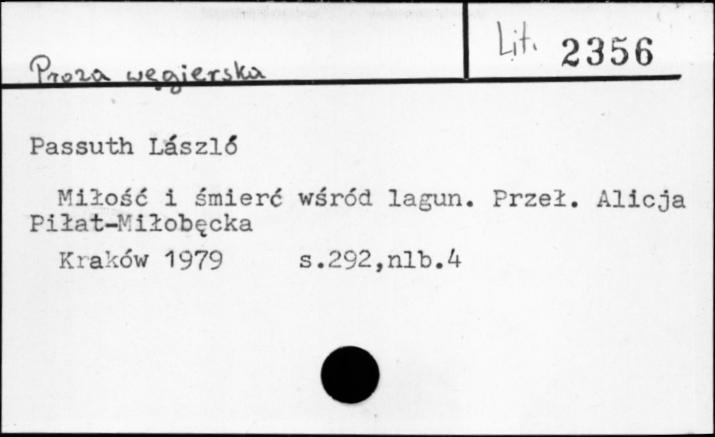 Lit. 2356
Proza węgierska
Passuth László
Miłość i śmierć wśród lagun. Przeł. Alicja
Piłat-Miłobęcka
Kraków 1979 s.292,nlb.4